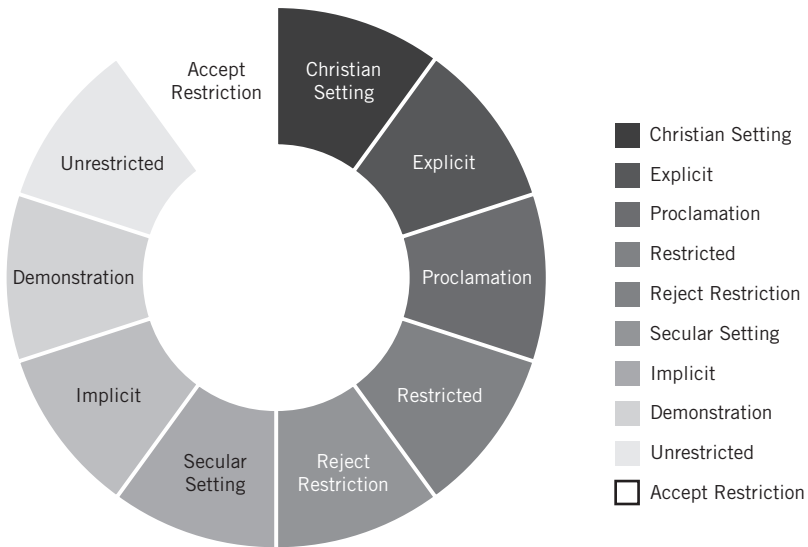 Accept
Restriction
Christian
Setting
Explicit
Proclamation
Restricted
Reject
Restriction
Secular
Setting
Implicit
Demonstration
Unrestricted
Christian Setting
Explicit
Proclamation
Restricted
Reject Restriction
Secular Setting
Implicit
Demonstration
Unrestricted
Accept Restriction